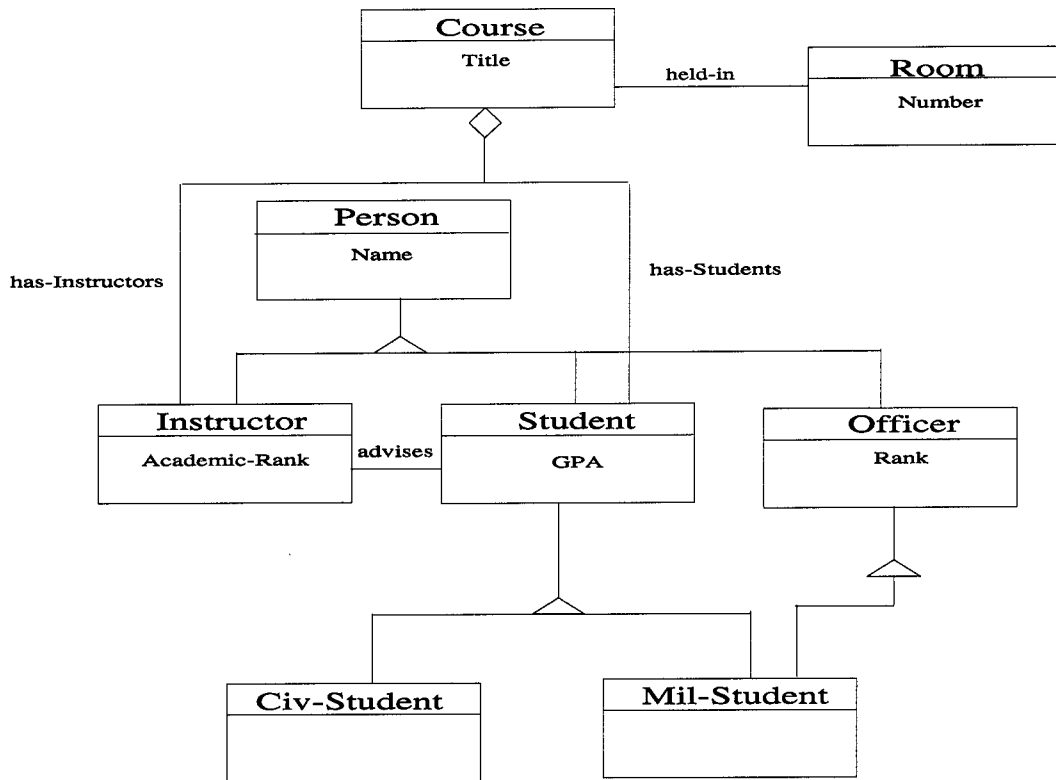 Course
Title
held-in
Room
Number
Person
Name
has-Instructors
has-Students
Instructor
Academic-Rank
advises
Student
GPA
Officer
Rank
Civ-Student
Mil-Student